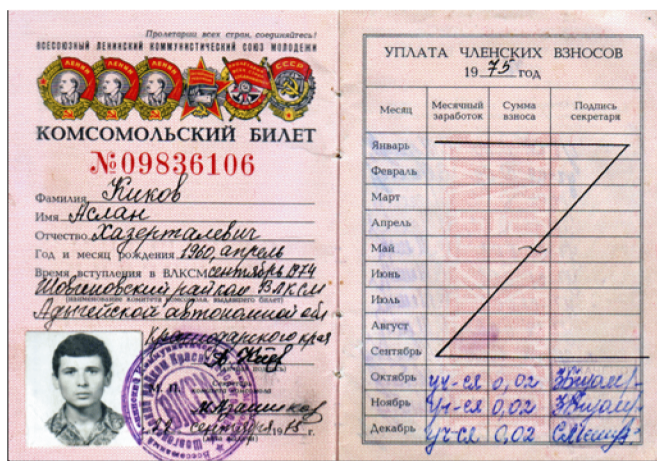 Пролетарии всех стран, соединяйтесь!
ВСЕСОЮЗНЫЙ ЛЕНИНСКИЙ КОММУНИСТИЧЕСКИЙ СОЮЗ МОЛОДЕЖИ
КОМСОМОЛЬСКИЙ БИЛЕТ
№09836106
Фамилия Киков
Имя Аслан
Отчество Хазерталевич
Год и месяц рождения 1960, апрель
Время вступления в ВЛКСМ сентябрь 1974
Шовгеновский райком ВЛКСМ
(наименование комитета комсомола, выдавшего билет)
Адыгейской автономной обл
Краснодарского края
М. П.
Секретарь
УПЛАТА ЧЛЕНСКИХ ВЗНОСОВ
19 75 год
Месяц Месячный заработок Сумма взноса Подпись секретаря
Январь
Февраль
Март
Апрель
Май
Июнь
Июль
Август
Сентябрь
Октябрь уч-ся 0,02
Ноябрь уч-ся 0,02
Декабрь уч-ся 0,02